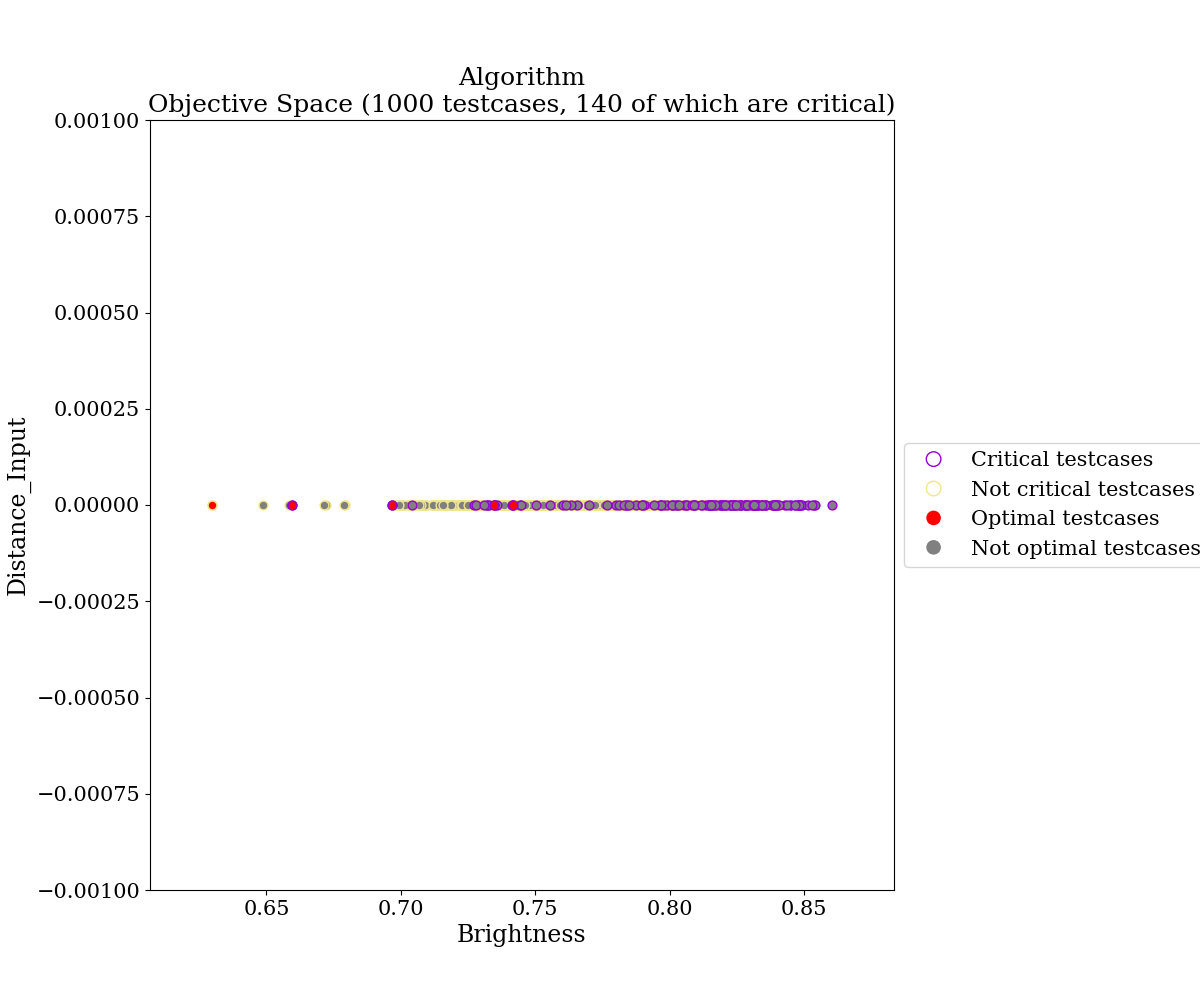 Algorithm
Objective Space (1000 testcases, 140 of which are critical)
0.00100
0.00075
0.00050
0.00025
0.00000
−0.00025
−0.00050
−0.00075
−0.00100
Distance_Input
0.65 0.70 0.75 0.80 0.85
Brightness
Critical testcases
Not critical testcases
Optimal testcases
Not optimal testcases